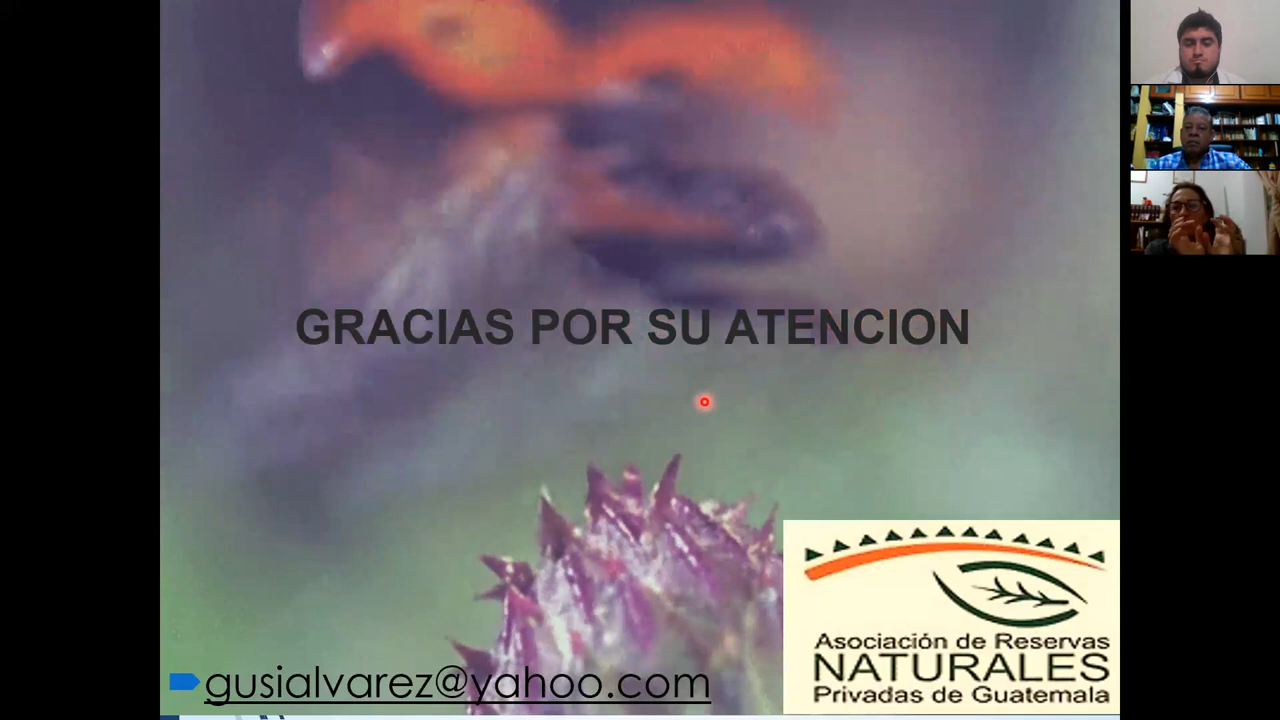 GRACIAS POR SU ATENCION
gusialvarez@yahoo.com
Asociación de Reservas
NATURALES
Privadas de Guatemala